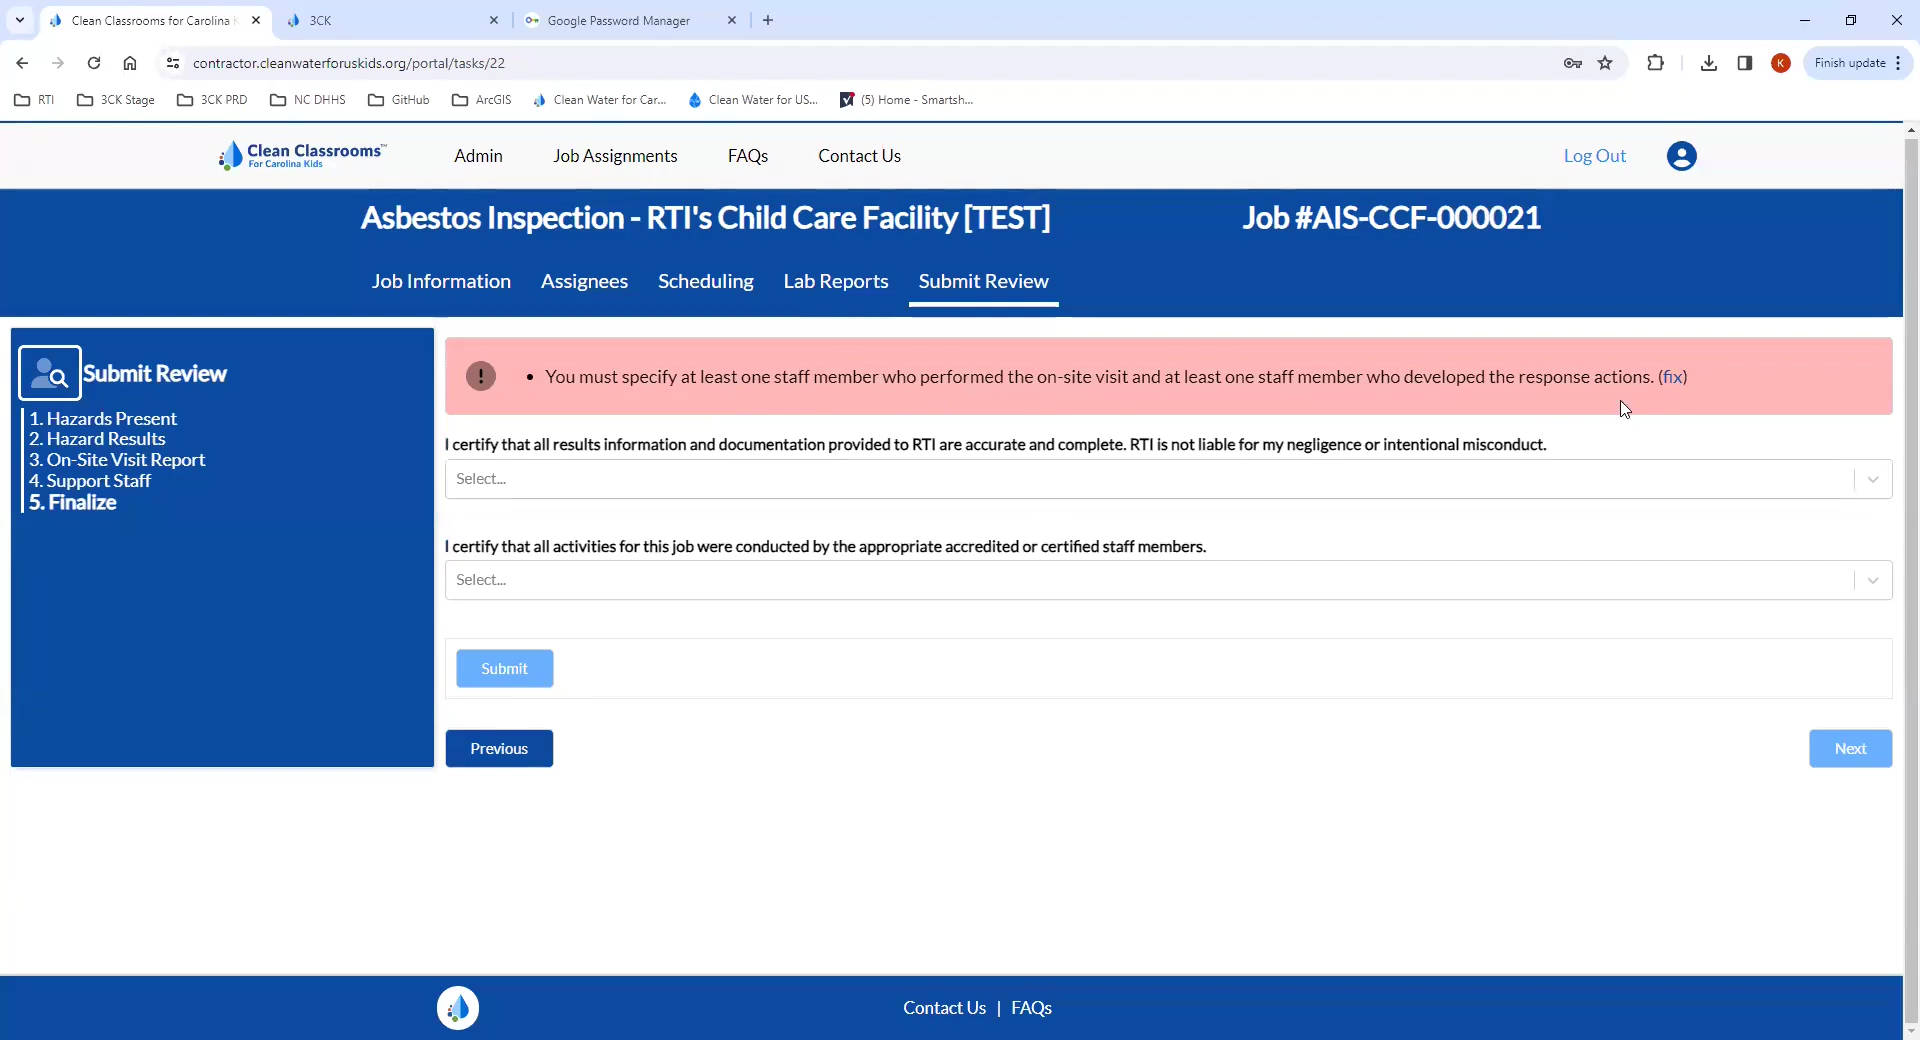 Clean Classrooms for Carolina
3CK
Google Password Manager
contractor.cleanwaterforuskids.org/portal/tasks/22
K
Finish update
RTI
3CK Stage
3CK PRD
NC DHHS
GitHub
ArcGIS
Clean Water for Car...
Clean Water for US...
(5) Home - Smartsh...
Clean Classrooms™
For Carolina Kids
Admin
Job Assignments
FAQs
Contact Us
Log Out
Asbestos Inspection - RTI's Child Care Facility [TEST]
Job #AIS-CCF-000021
Job Information
Assignees
Scheduling
Lab Reports
Submit Review
Submit Review
1. Hazards Present
2. Hazard Results
3. On-Site Visit Report
4. Support Staff
5. Finalize
! • You must specify at least one staff member who performed the on-site visit and at least one staff member who developed the response actions. (fix)
I certify that all results information and documentation provided to RTI are accurate and complete. RTI is not liable for my negligence or intentional misconduct.
Select...
I certify that all activities for this job were conducted by the appropriate accredited or certified staff members.
Select...
Submit
Previous
Next
Contact Us | FAQs